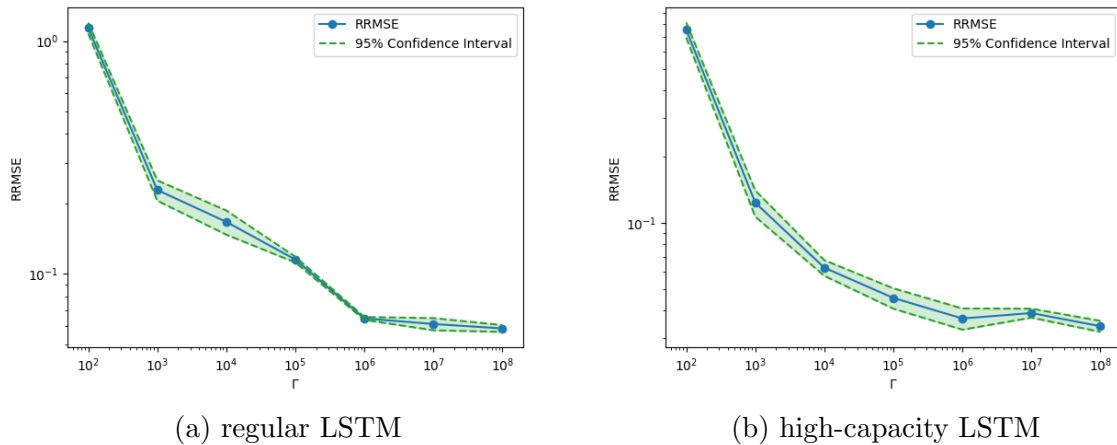 RRMSE
95% Confidence Interval
10⁰
10⁻¹
RRMSE
10² 10³ 10⁴ 10⁵ 10⁶ 10⁷ 10⁸
Γ
(a) regular LSTM
RRMSE
95% Confidence Interval
10⁻¹
RRMSE
10² 10³ 10⁴ 10⁵ 10⁶ 10⁷ 10⁸
Γ
(b) high-capacity LSTM